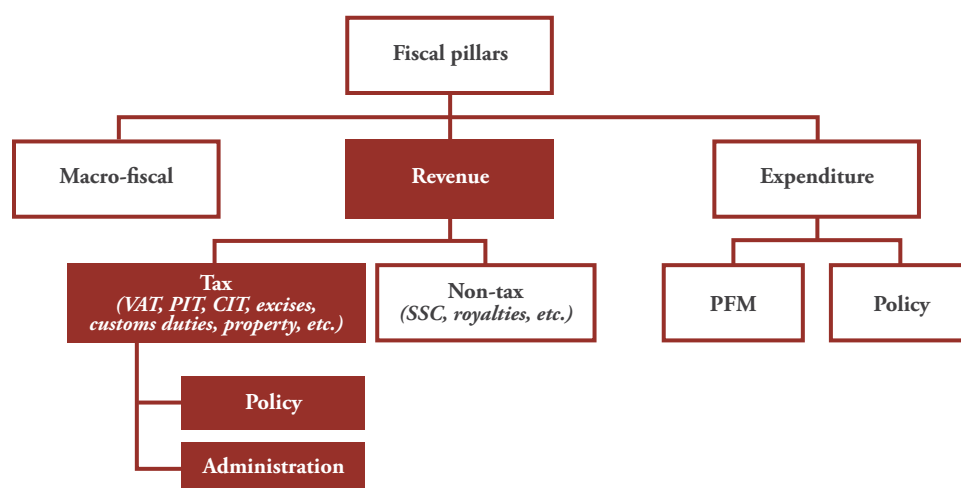 Fiscal pillars
Macro-fiscal
Revenue
Expenditure
Tax
(VAT, PIT, CIT, excises,
customs duties, property, etc.)
Non-tax
(SSC, royalties, etc.)
PFM
Policy
Policy
Administration